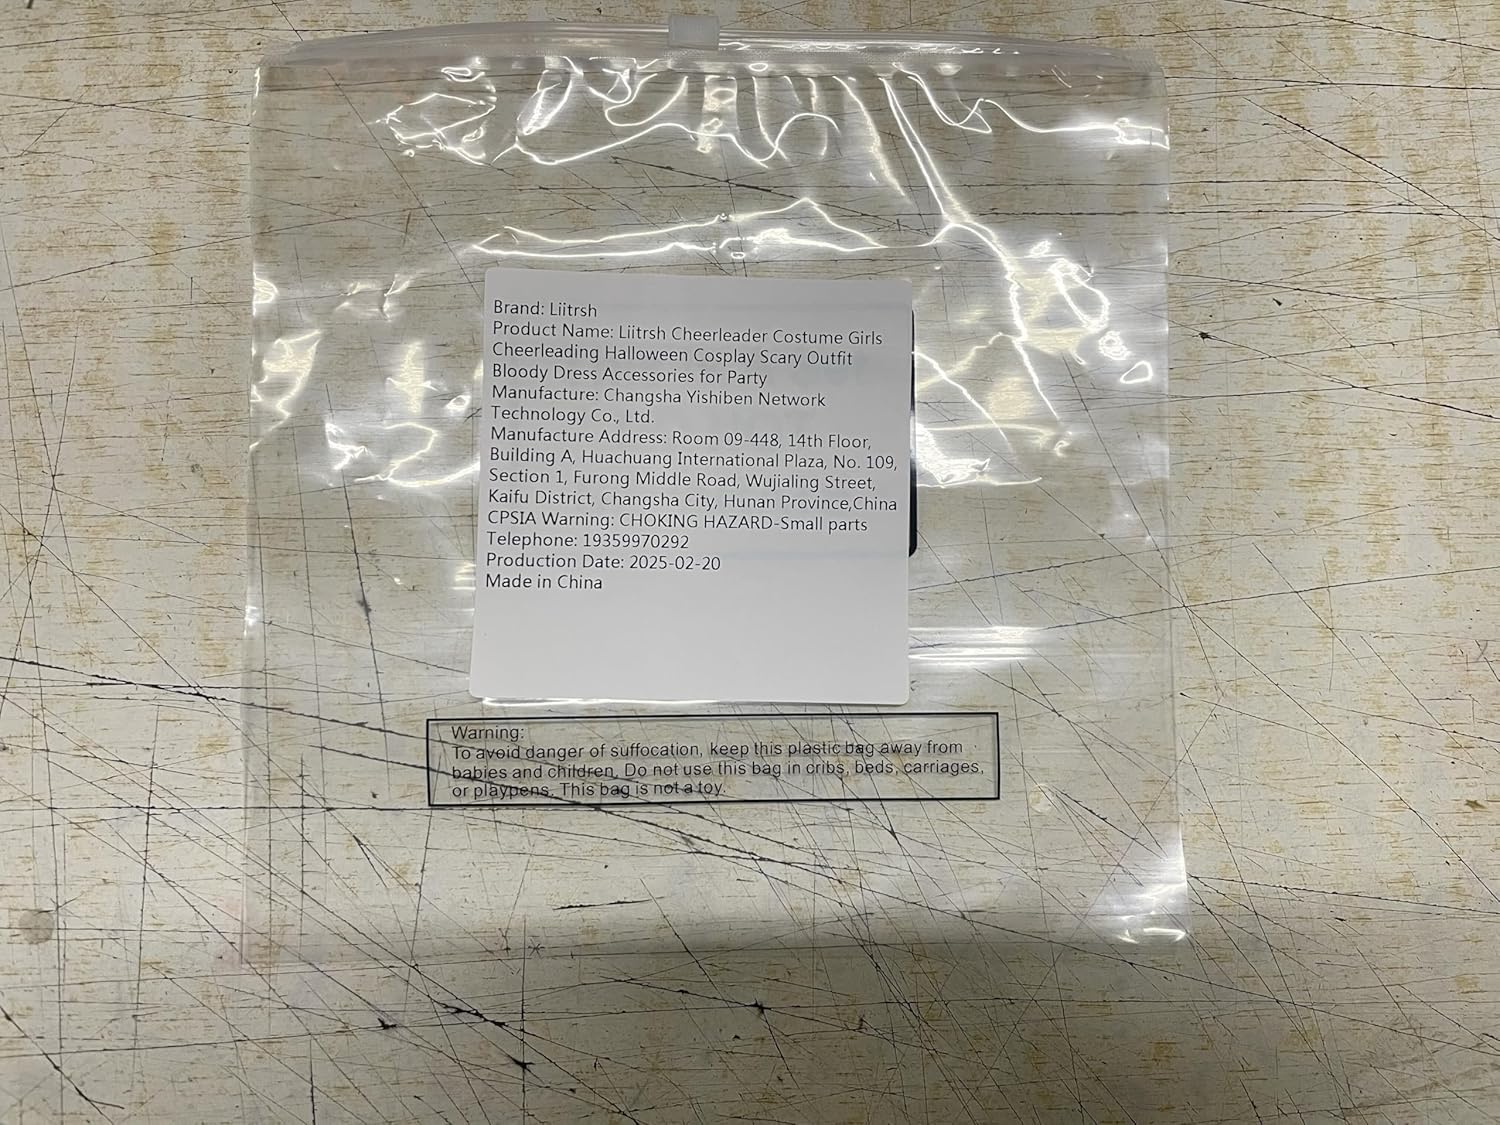 Brand: Liitrsh
Product Name: Liitrsh Cheerleader Costume Girls
Cheerleading Halloween Cosplay Scary Outfit
Bloody Dress Accessories for Party
Manufacture: Changsha Yishiben Network
Technology Co., Ltd.
Manufacture Address: Room 09-448, 14th Floor,
Building A, Huachuang International Plaza, No. 109,
Section 1, Furong Middle Road, Wujialing Street,
Kaifu District, Changsha City, Hunan Province,China
CPSIA Warning: CHOKING HAZARD-Small parts
Telephone: 19359970292
Production Date: 2025-02-20
Made in China
Warning:
To avoid danger of suffocation, keep this plastic bag away from
babies and children. Do not use this bag in cribs, beds, carriages,
or playpens. This bag is not a toy.